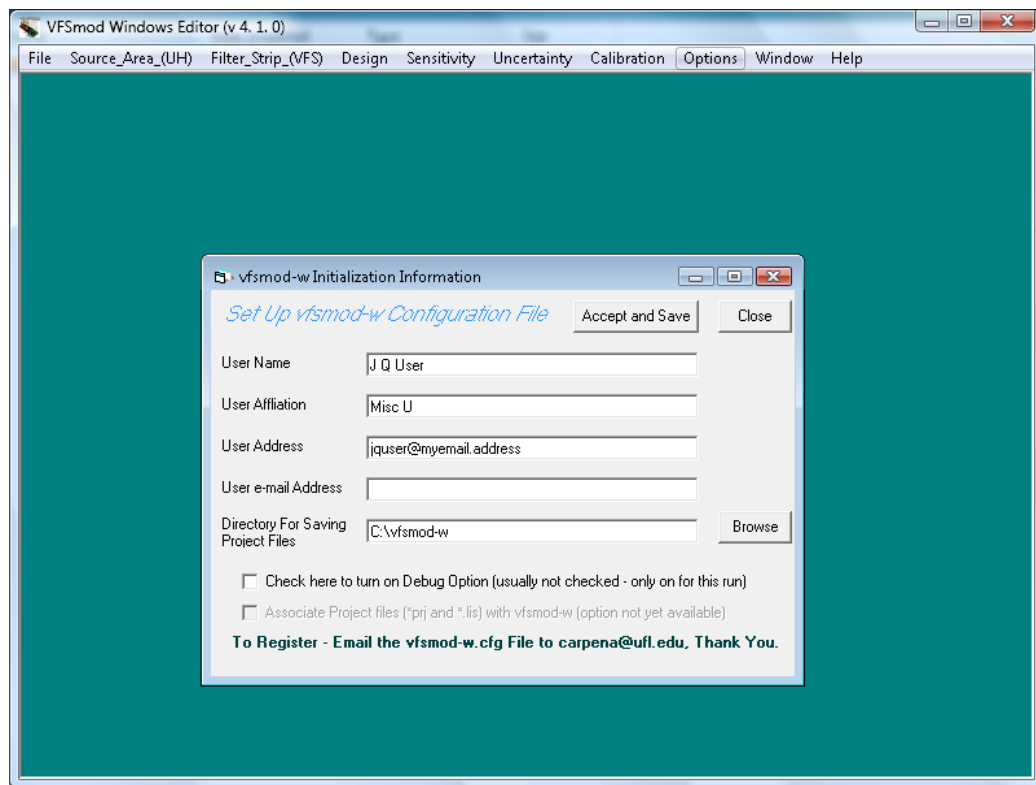 VFSmod Windows Editor (v 4. 1. 0)
File Source_Area_(UH) Filter_Strip_(VFS) Design Sensitivity Uncertainty Calibration Options Window Help
vfsmod-w Initialization Information
Set Up vfsmod-w Configuration File
Accept and Save
Close
User Name
J Q User
User Affliation
Misc U
User Address
jquser@myemail.address
User e-mail Address
Directory For Saving
Project Files
C:\vfsmod-w
Browse
Check here to turn on Debug Option (usually not checked - only on for this run)
Associate Project files (*prj and *.lis) with vfsmod-w (option not yet available)
To Register - Email the vfsmod-w.cfg File to carpena@ufl.edu, Thank You.